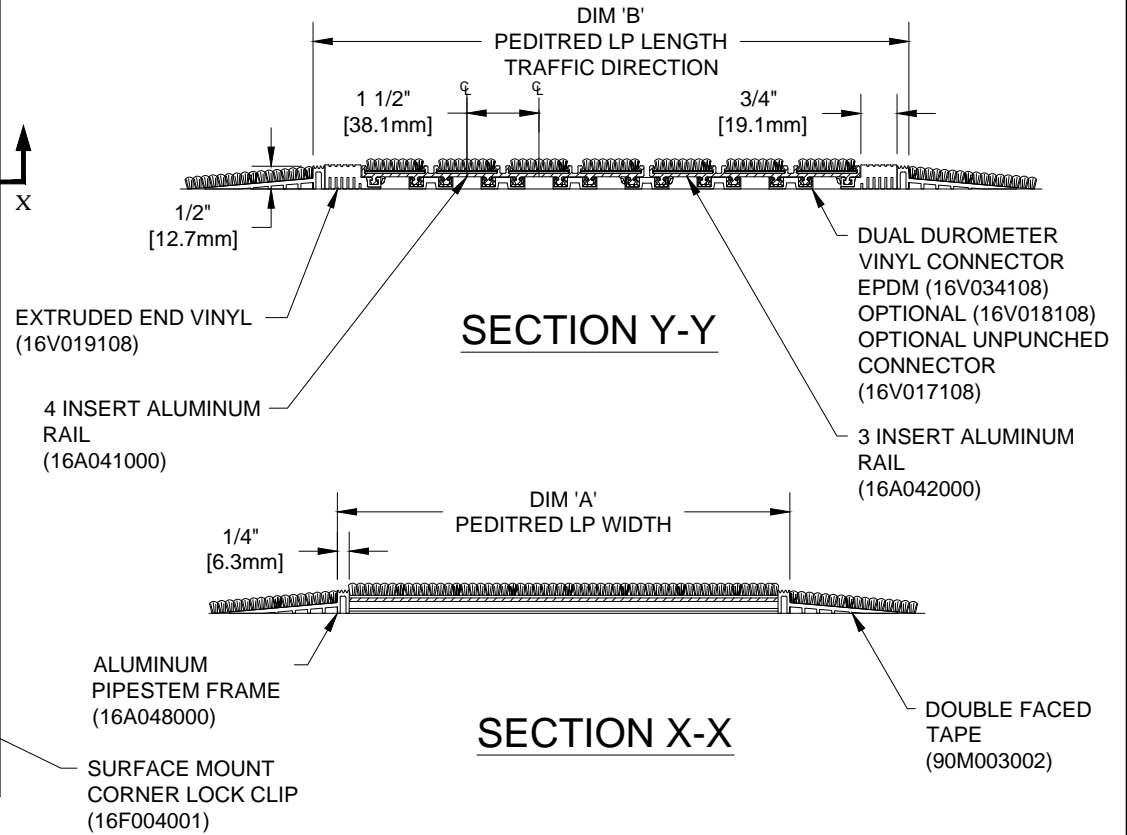 DIM 'B'
PEDITRED LP LENGTH
TRAFFIC DIRECTION
1 1/2"
[38.1mm]
℄
℄
3/4"
[19.1mm]
X
1/2"
[12.7mm]
DUAL DUROMETER
VINYL CONNECTOR
EPDM (16V034108)
OPTIONAL (16V018108)
OPTIONAL UNPUNCHED
CONNECTOR
(16V017108)
EXTRUDED END VINYL
(16V019108)
SECTION Y-Y
4 INSERT ALUMINUM
RAIL
(16A041000)
3 INSERT ALUMINUM
RAIL
(16A042000)
DIM 'A'
PEDITRED LP WIDTH
1/4"
[6.3mm]
ALUMINUM
PIPESTEM FRAME
(16A048000)
SECTION X-X
DOUBLE FACED
TAPE
(90M003002)
SURFACE MOUNT
CORNER LOCK CLIP
(16F004001)